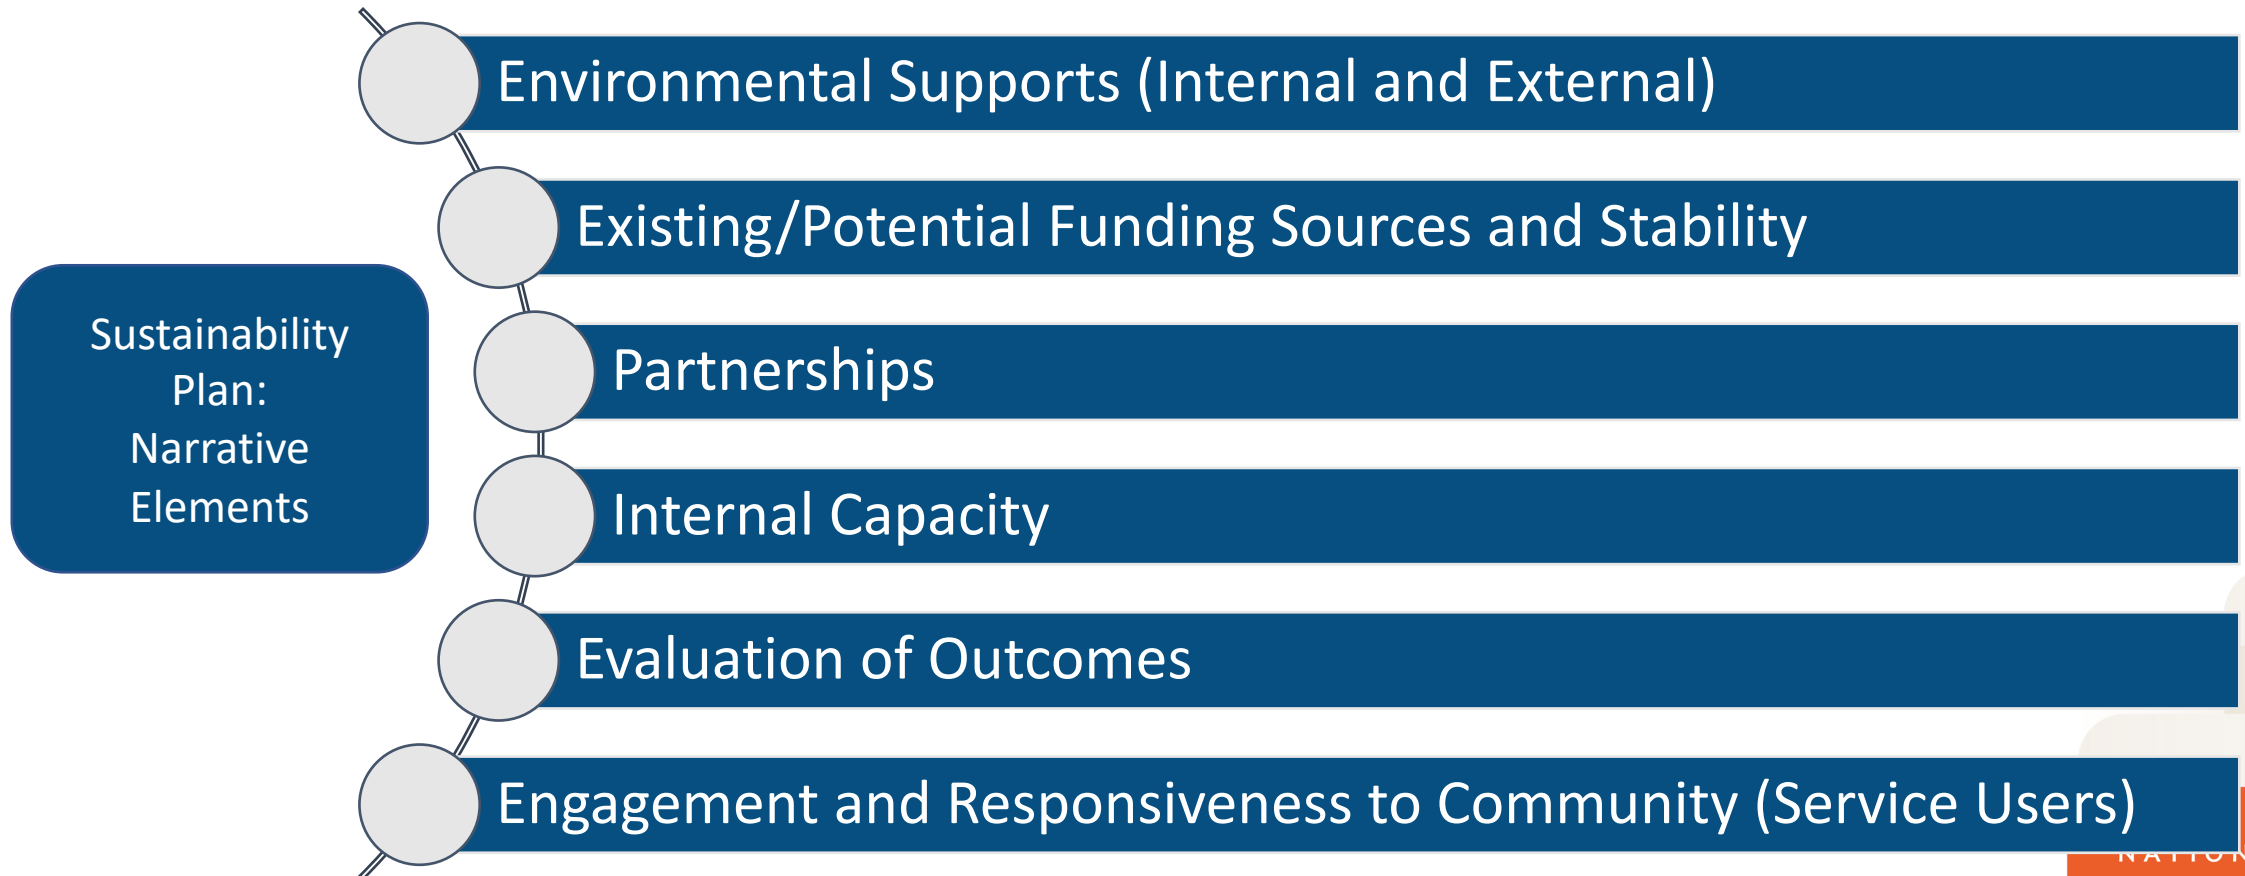 Environmental Supports (Internal and External)
Existing/Potential Funding Sources and Stability
Sustainability
Plan:
Narrative
Elements
Partnerships
Internal Capacity
Evaluation of Outcomes
Engagement and Responsiveness to Community (Service Users)